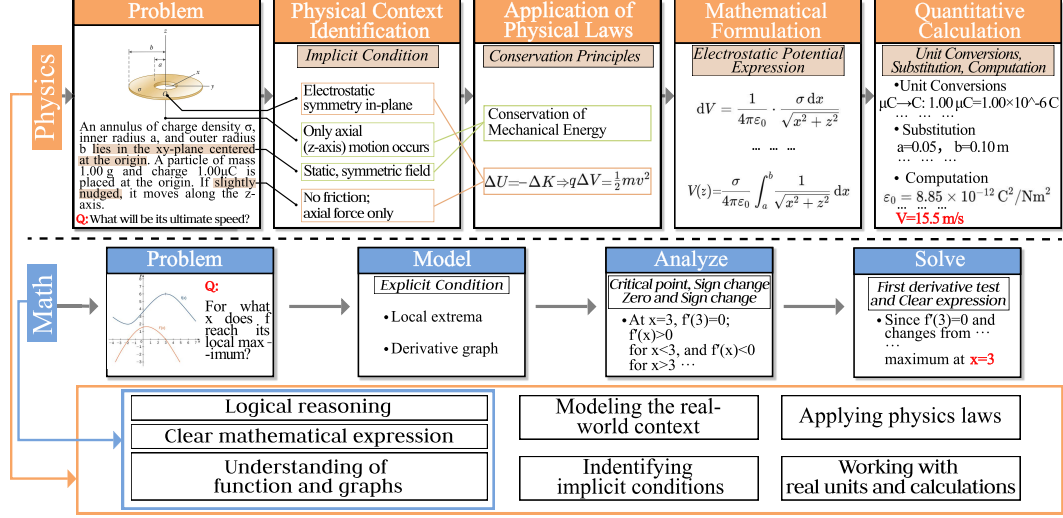 Physics
Problem
z
b
a
x
y
σ
An annulus of charge density σ,
inner radius a, and outer radius
b lies in the xy-plane centered
at the origin. A particle of mass
1.00 g and charge 1.00μC is
placed at the origin. If slightly
nudged, it moves along the z-
axis.
Q: What will be its ultimate speed?
Physical Context
Identification
Implicit Condition
Electrostatic
symmetry in-plane
Only axial
(z-axis) motion occurs
Static, symmetric field
No friction;
axial force only
Application of
Physical Laws
Conservation Principles
Conservation of
Mechanical Energy
ΔU=-ΔK⇒qΔV=½mv²
Mathematical
Formulation
Electrostatic Potential
Expression
dV = 1/(4πε₀) · σ dx/√(x² + z²)
... ... ...
V(z)= σ/(4πε₀) ∫ₐᵇ 1/√(x² + z²) dx
Quantitative
Calculation
Unit Conversions,
Substitution, Computation
•Unit Conversions
μC→C: 1.00 μC=1.00×10^-6 C
• Substitution
a=0.05, b=0.10 m
... ... ...
• Computation
ε₀ = 8.85 × 10⁻¹² C²/Nm²
... ... ...
V=15.5 m/s
Math
Problem
Q:
For what
x does f
reach its
local max-
-imum?
Model
Explicit Condition
•Local extrema
•Derivative graph
Analyze
Critical point, Sign change
Zero and Sign change
•At x=3, f'(3)=0;
f'(x)>0
for x<3, and f'(x)<0
for x>3 ⋯
Solve
First derivative test
and Clear expression
•Since f'(3)=0 and
changes from ⋯
⋯
maximum at x=3
Logical reasoning
Clear mathematical expression
Understanding of
function and graphs
Modeling the real-
world context
Indentifying
implicit conditions
Applying physics laws
Working with
real units and calculations